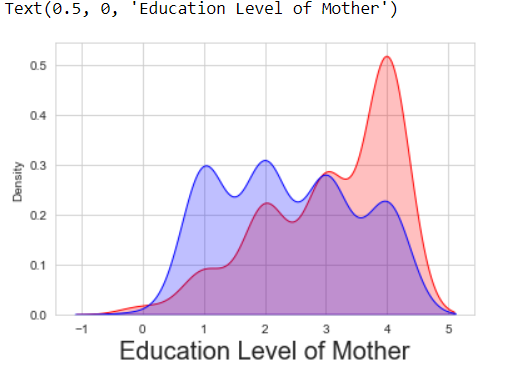 Text(0.5, 0, 'Education Level of Mother')
0.5
0.4
0.3
0.2
0.1
0.0
Density
−1 0 1 2 3 4 5
Education Level of Mother